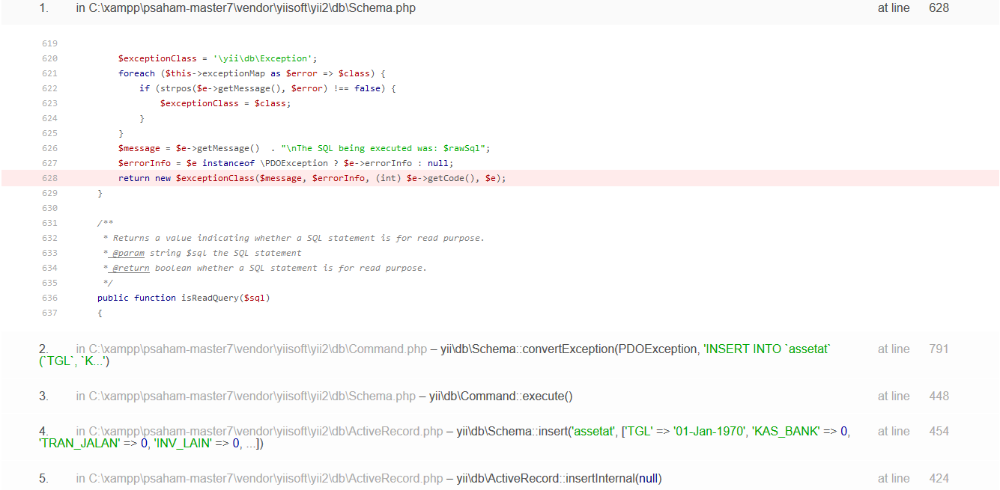 1. in C:\xampp\psaham-master7\vendor\yiisoft\yii2\db\Schema.php at line 628
619
620 $exceptionClass = '\yii\db\Exception';
621 foreach ($this->exceptionMap as $error => $class) {
622 if (strpos($e->getMessage(), $error) !== false) {
623 $exceptionClass = $class;
624 }
625 }
626 $message = $e->getMessage()  . "\nThe SQL being executed was: $rawSql";
627 $errorInfo = $e instanceof \PDOException ? $e->errorInfo : null;
628 return new $exceptionClass($message, $errorInfo, (int) $e->getCode(), $e);
629 }
630
631 /**
632 * Returns a value indicating whether a SQL statement is for read purpose.
633 * @param string $sql the SQL statement
634 * @return boolean whether a SQL statement is for read purpose.
635 */
636 public function isReadQuery($sql)
637 {
2. in C:\xampp\psaham-master7\vendor\yiisoft\yii2\db\Command.php – yii\db\Schema::convertException(PDOException, 'INSERT INTO `assetat` at line 791
(`TGL`, `K...')
3. in C:\xampp\psaham-master7\vendor\yiisoft\yii2\db\Schema.php – yii\db\Command::execute() at line 448
4. in C:\xampp\psaham-master7\vendor\yiisoft\yii2\db\ActiveRecord.php – yii\db\Schema::insert('assetat', ['TGL' => '01-Jan-1970', 'KAS_BANK' => 0, at line 454
'TRAN_JALAN' => 0, 'INV_LAIN' => 0, ...])
5. in C:\xampp\psaham-master7\vendor\yiisoft\yii2\db\ActiveRecord.php – yii\db\ActiveRecord::insertInternal(null) at line 424